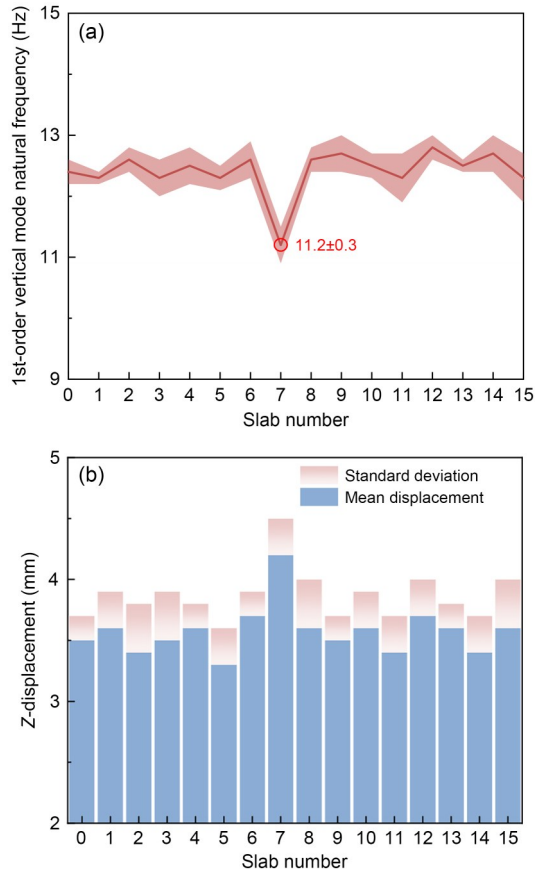 (a)
1st-order vertical mode natural frequency (Hz)
15
13
11
9
11.2±0.3
0 1 2 3 4 5 6 7 8 9 10 11 12 13 14 15
Slab number
(b)
Z-displacement (mm)
5
4
3
2
Standard deviation
Mean displacement
0 1 2 3 4 5 6 7 8 9 10 11 12 13 14 15
Slab number